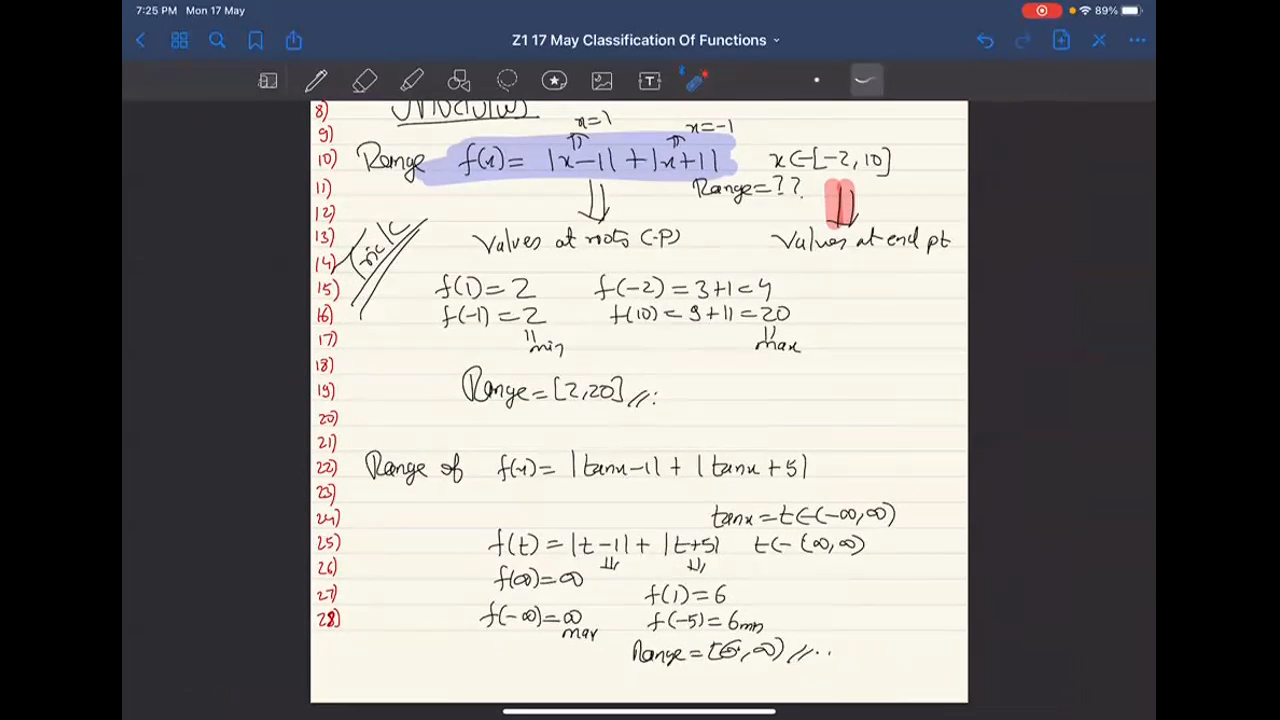 7:25 PM Mon 17 May
89%
Z1 17 May Classification Of Functions
8)
9) x=1 x=-1
10) Range f(x)= |x-1| + |x+1| x∈[-2,10]
11) Range=??
12)
13) Values at roots (-P) Values at end pt
14) Trick
15) f(1)=2 f(-2)=3+1=4
16) f(-1)=2 f(10)=9+11=20
17) min max
18)
19) Range=[2,20]//:
20)
21)
22) Range of f(x)= |tanx-1| + |tanx+5|
23)
24) tanx=t∈(-∞,∞)
25) f(t)=|t-1|+|t+5| t∈-(∞,∞)
26) f(∞)=∞
27) f(1)=6
28) f(-∞)=∞ f(-5)=6 min
max
Range=[6,∞)//..